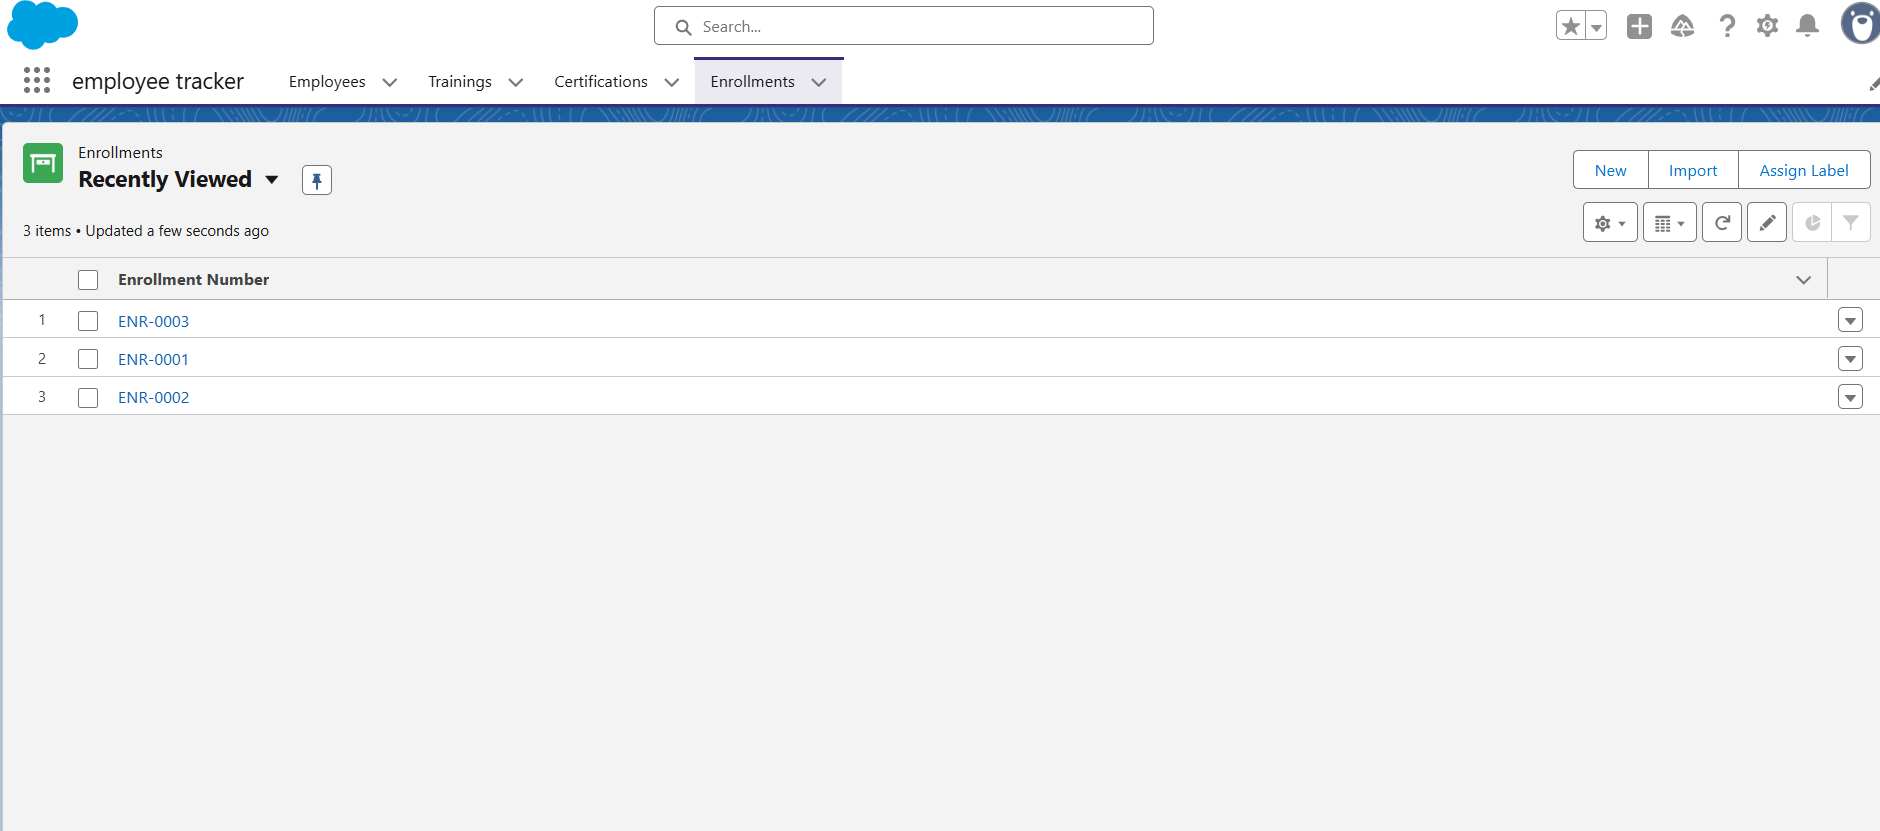 Search...
employee tracker
Employees
Trainings
Certifications
Enrollments
Enrollments
Recently Viewed
New
Import
Assign Label
3 items • Updated a few seconds ago
Enrollment Number
1 ENR-0003
2 ENR-0001
3 ENR-0002